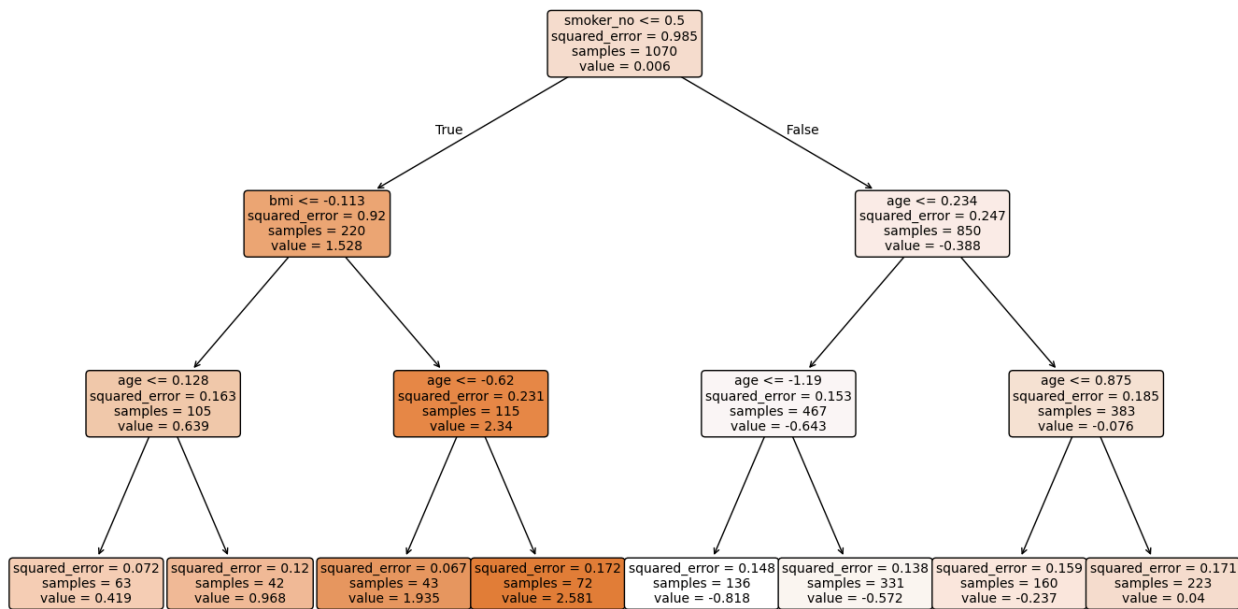 smoker_no <= 0.5
squared_error = 0.985
samples = 1070
value = 0.006
True
False
bmi <= -0.113
squared_error = 0.92
samples = 220
value = 1.528
age <= 0.234
squared_error = 0.247
samples = 850
value = -0.388
age <= 0.128
squared_error = 0.163
samples = 105
value = 0.639
age <= -0.62
squared_error = 0.231
samples = 115
value = 2.34
age <= -1.19
squared_error = 0.153
samples = 467
value = -0.643
age <= 0.875
squared_error = 0.185
samples = 383
value = -0.076
squared_error = 0.072
samples = 63
value = 0.419
squared_error = 0.12
samples = 42
value = 0.968
squared_error = 0.067
samples = 43
value = 1.935
squared_error = 0.172
samples = 72
value = 2.581
squared_error = 0.148
samples = 136
value = -0.818
squared_error = 0.138
samples = 331
value = -0.572
squared_error = 0.159
samples = 160
value = -0.237
squared_error = 0.171
samples = 223
value = 0.04